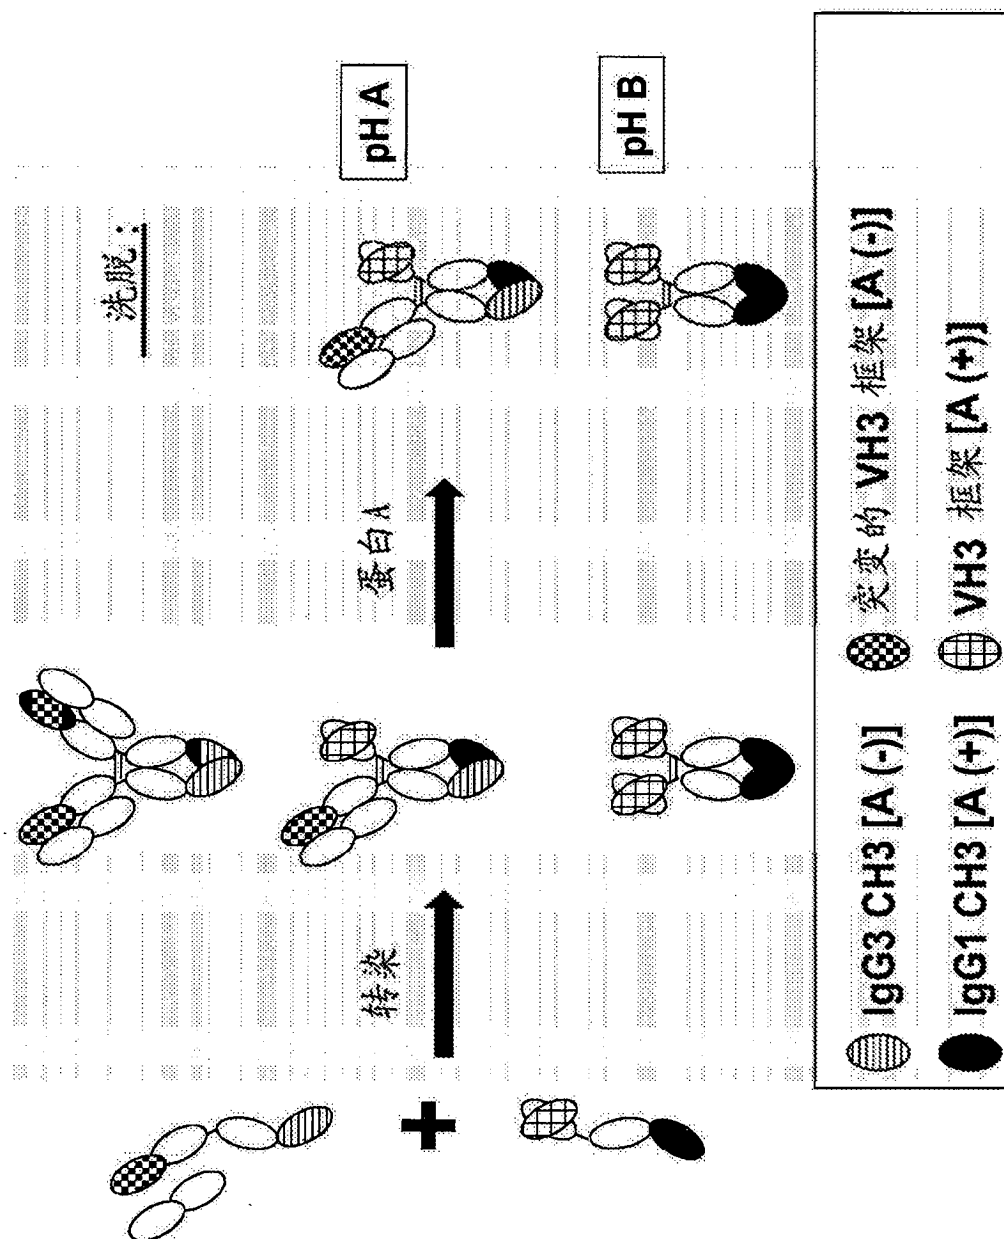 转染
蛋白A
洗脱：
pH A
pH B
IgG3 CH3 [A (-)]
突变的 VH3 框架 [A (-)]
IgG1 CH3 [A (+)]
VH3 框架 [A (+)]